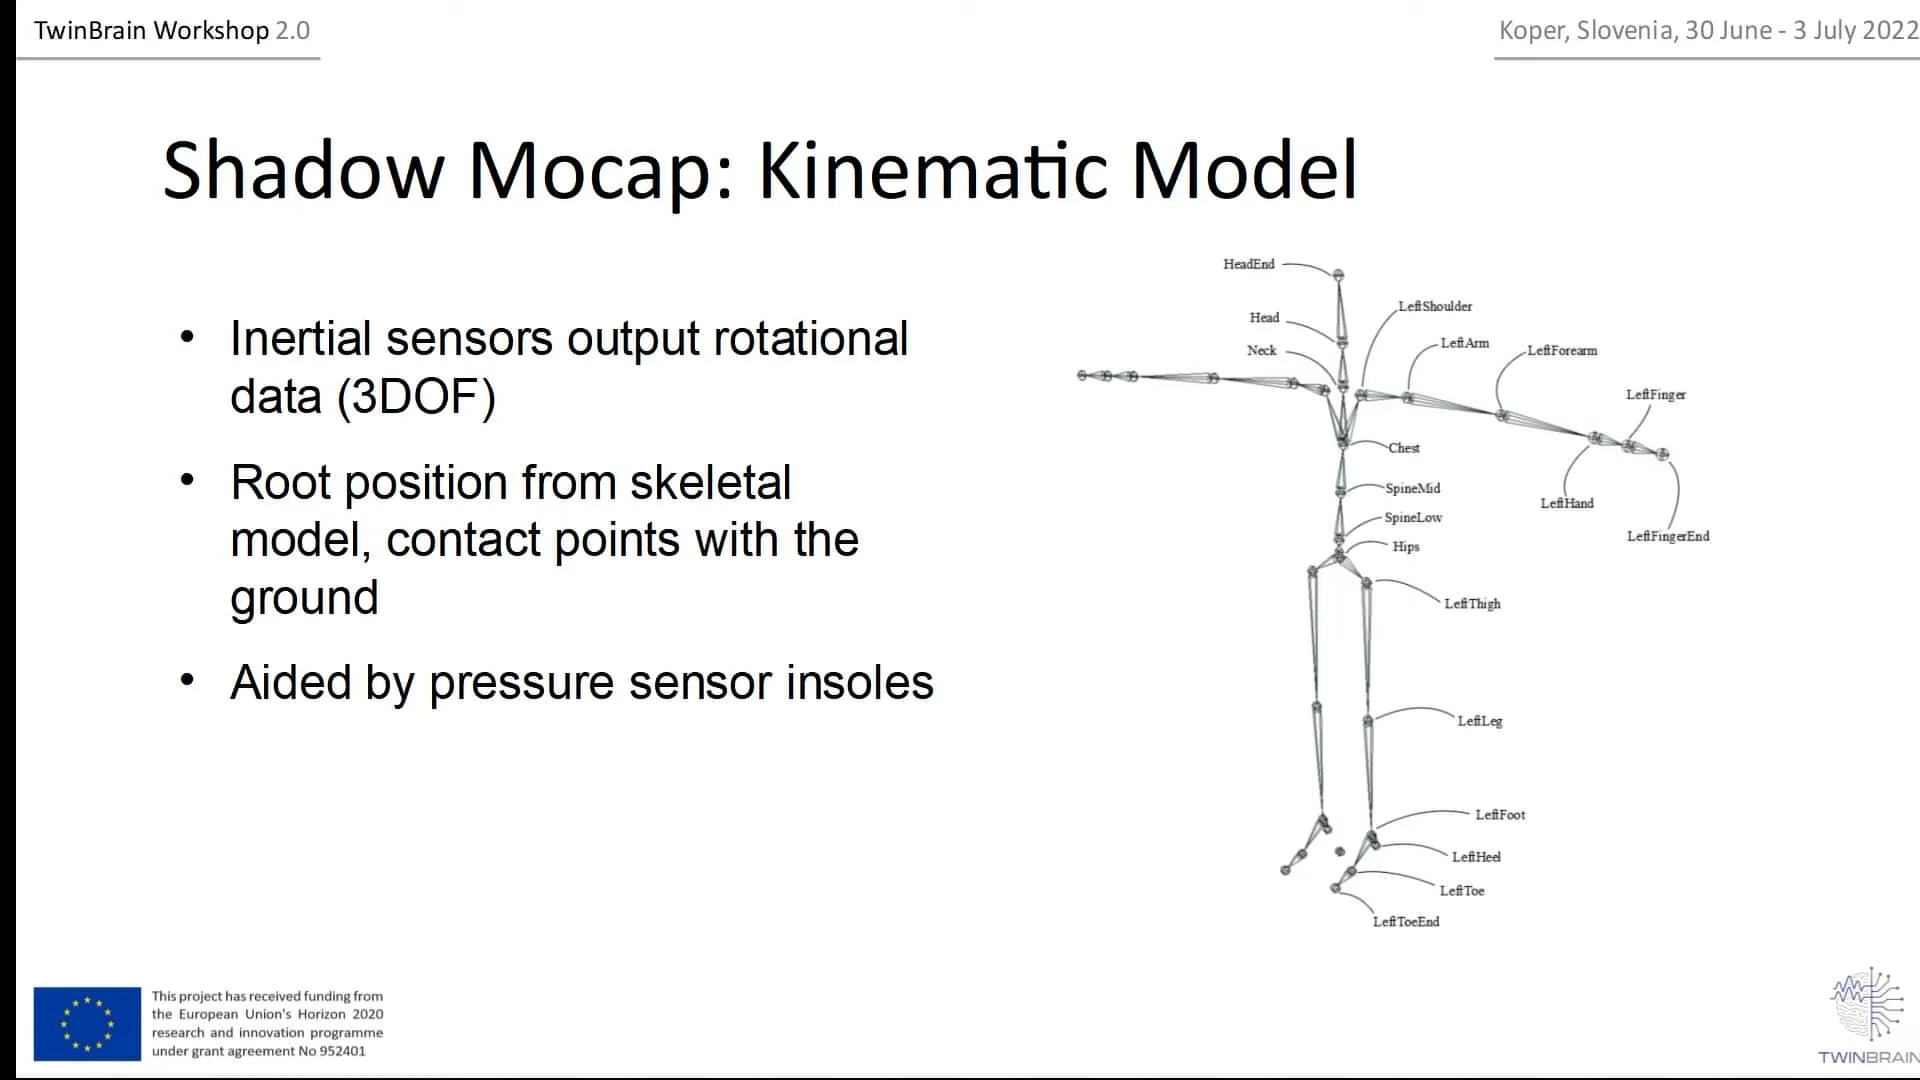 TwinBrain Workshop 2.0
Koper, Slovenia, 30 June - 3 July 2022
Shadow Mocap: Kinematic Model
• Inertial sensors output rotational
data (3DOF)
• Root position from skeletal
model, contact points with the
ground
• Aided by pressure sensor insoles
HeadEnd
LeftShoulder
Head
LeftArm
Neck
LeftForearm
LeftFinger
Chest
SpineMid
LeftHand
SpineLow
LeftFingerEnd
Hips
LeftThigh
LeftLeg
LeftFoot
LeftHeel
LeftToe
LeftToeEnd
This project has received funding from
the European Union's Horizon 2020
research and innovation programme
under grant agreement No 952401
TWINBRAIN